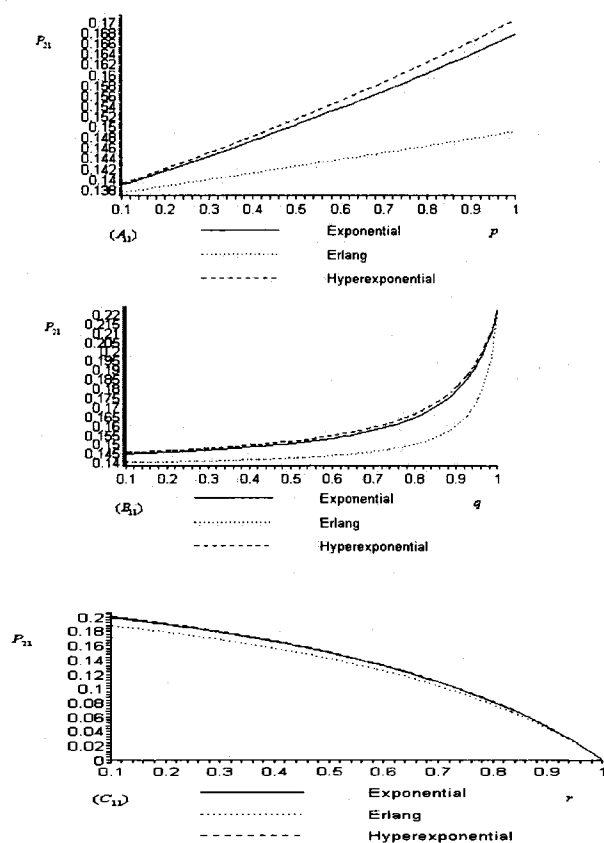 P₂₁
0.17
0.168
0.166
0.164
0.162
0.16
0.158
0.156
0.154
0.152
0.15
0.148
0.146
0.144
0.142
0.14
0.138
0.1 0.2 0.3 0.4 0.5 0.6 0.7 0.8 0.9 1
(A₁₁) p
Exponential
Erlang
Hyperexponential
P₂₁
0.22
0.215
0.21
0.205
0.2
0.195
0.19
0.185
0.18
0.175
0.17
0.165
0.16
0.155
0.15
0.145
0.14
0.1 0.2 0.3 0.4 0.5 0.6 0.7 0.8 0.9 1
(B₁₁) q
Exponential
Erlang
Hyperexponential
P₂₁
0.2
0.18
0.16
0.14
0.12
0.1
0.08
0.06
0.04
0.02
0
0.1 0.2 0.3 0.4 0.5 0.6 0.7 0.8 0.9 1
(C₁₁) r
Exponential
Erlang
Hyperexponential